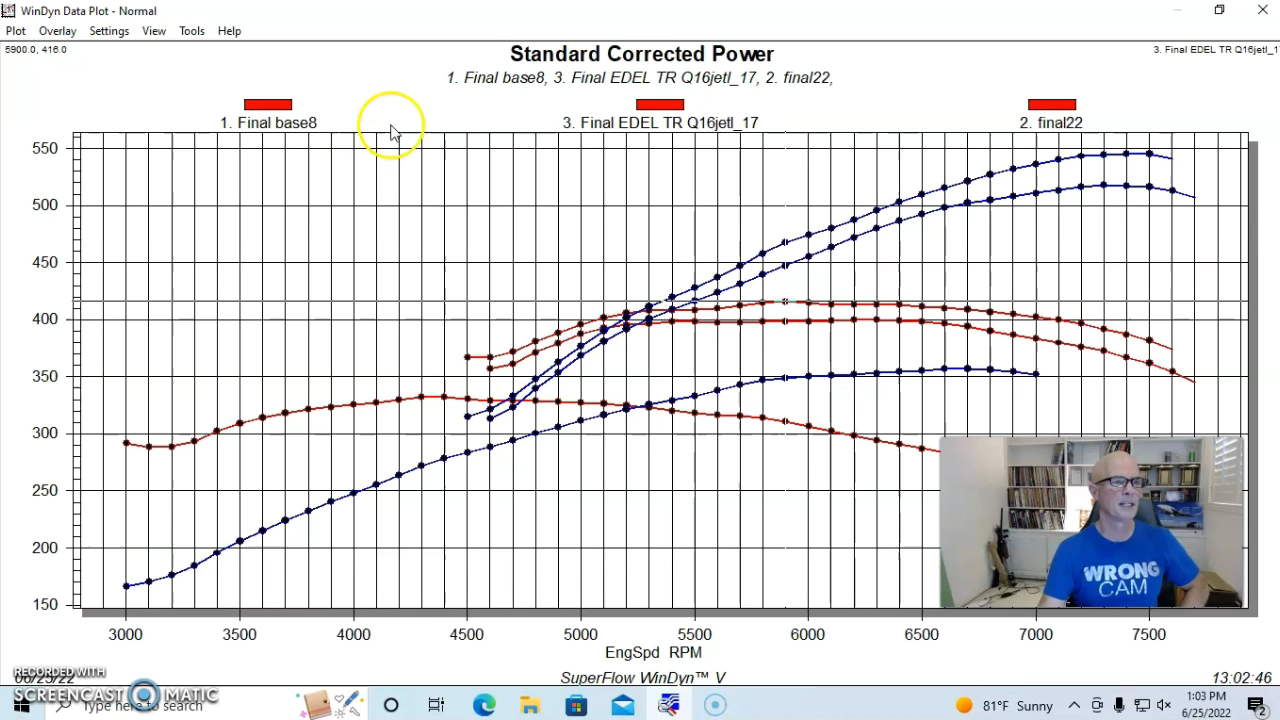 WinDyn Data Plot - Normal
Plot Overlay Settings View Tools Help
5900.0, 416.0
Standard Corrected Power
3. Final EDEL TR Q16jetl_1
1. Final base8, 3. Final EDEL TR Q16jetl_17, 2. final22,
1. Final base8
3. Final EDEL TR Q16jetl_17
2. final22
550
500
450
400
350
300
250
200
150
WRONG
CAM
3000 3500 4000 4500 5000 5500 6000 6500 7000 7500
EngSpd RPM
RECORDED WITH
SCREENCAST MATIC
SuperFlow WinDyn™ V
13:02:46
Type here to search
81°F Sunny
1:03 PM
6/25/2022
2